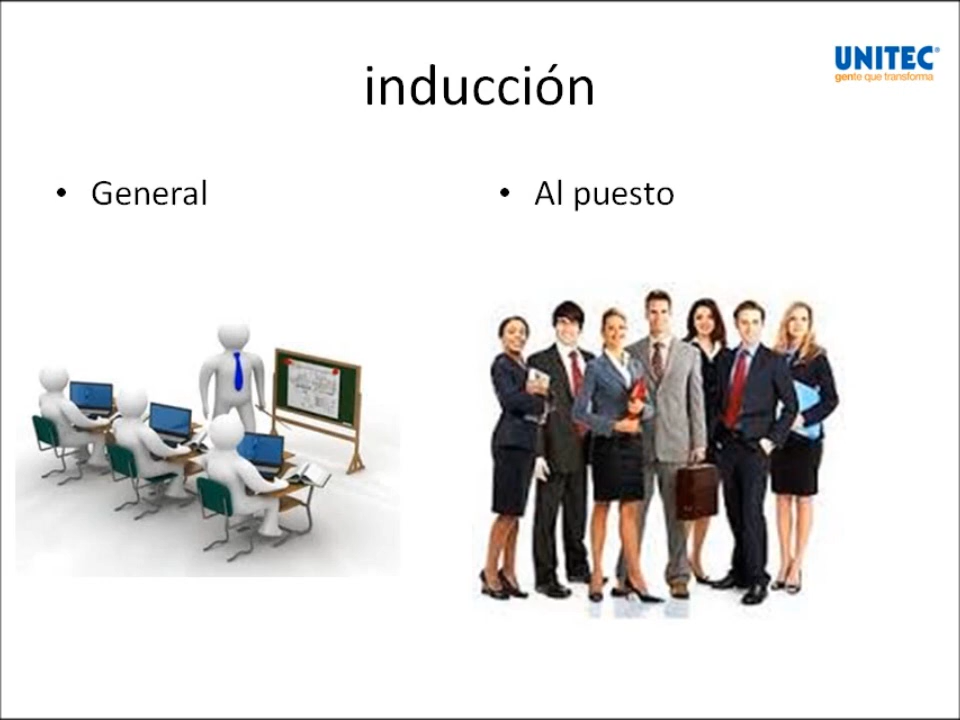 inducción
UNITEC
gente que transforma
• General
• Al puesto